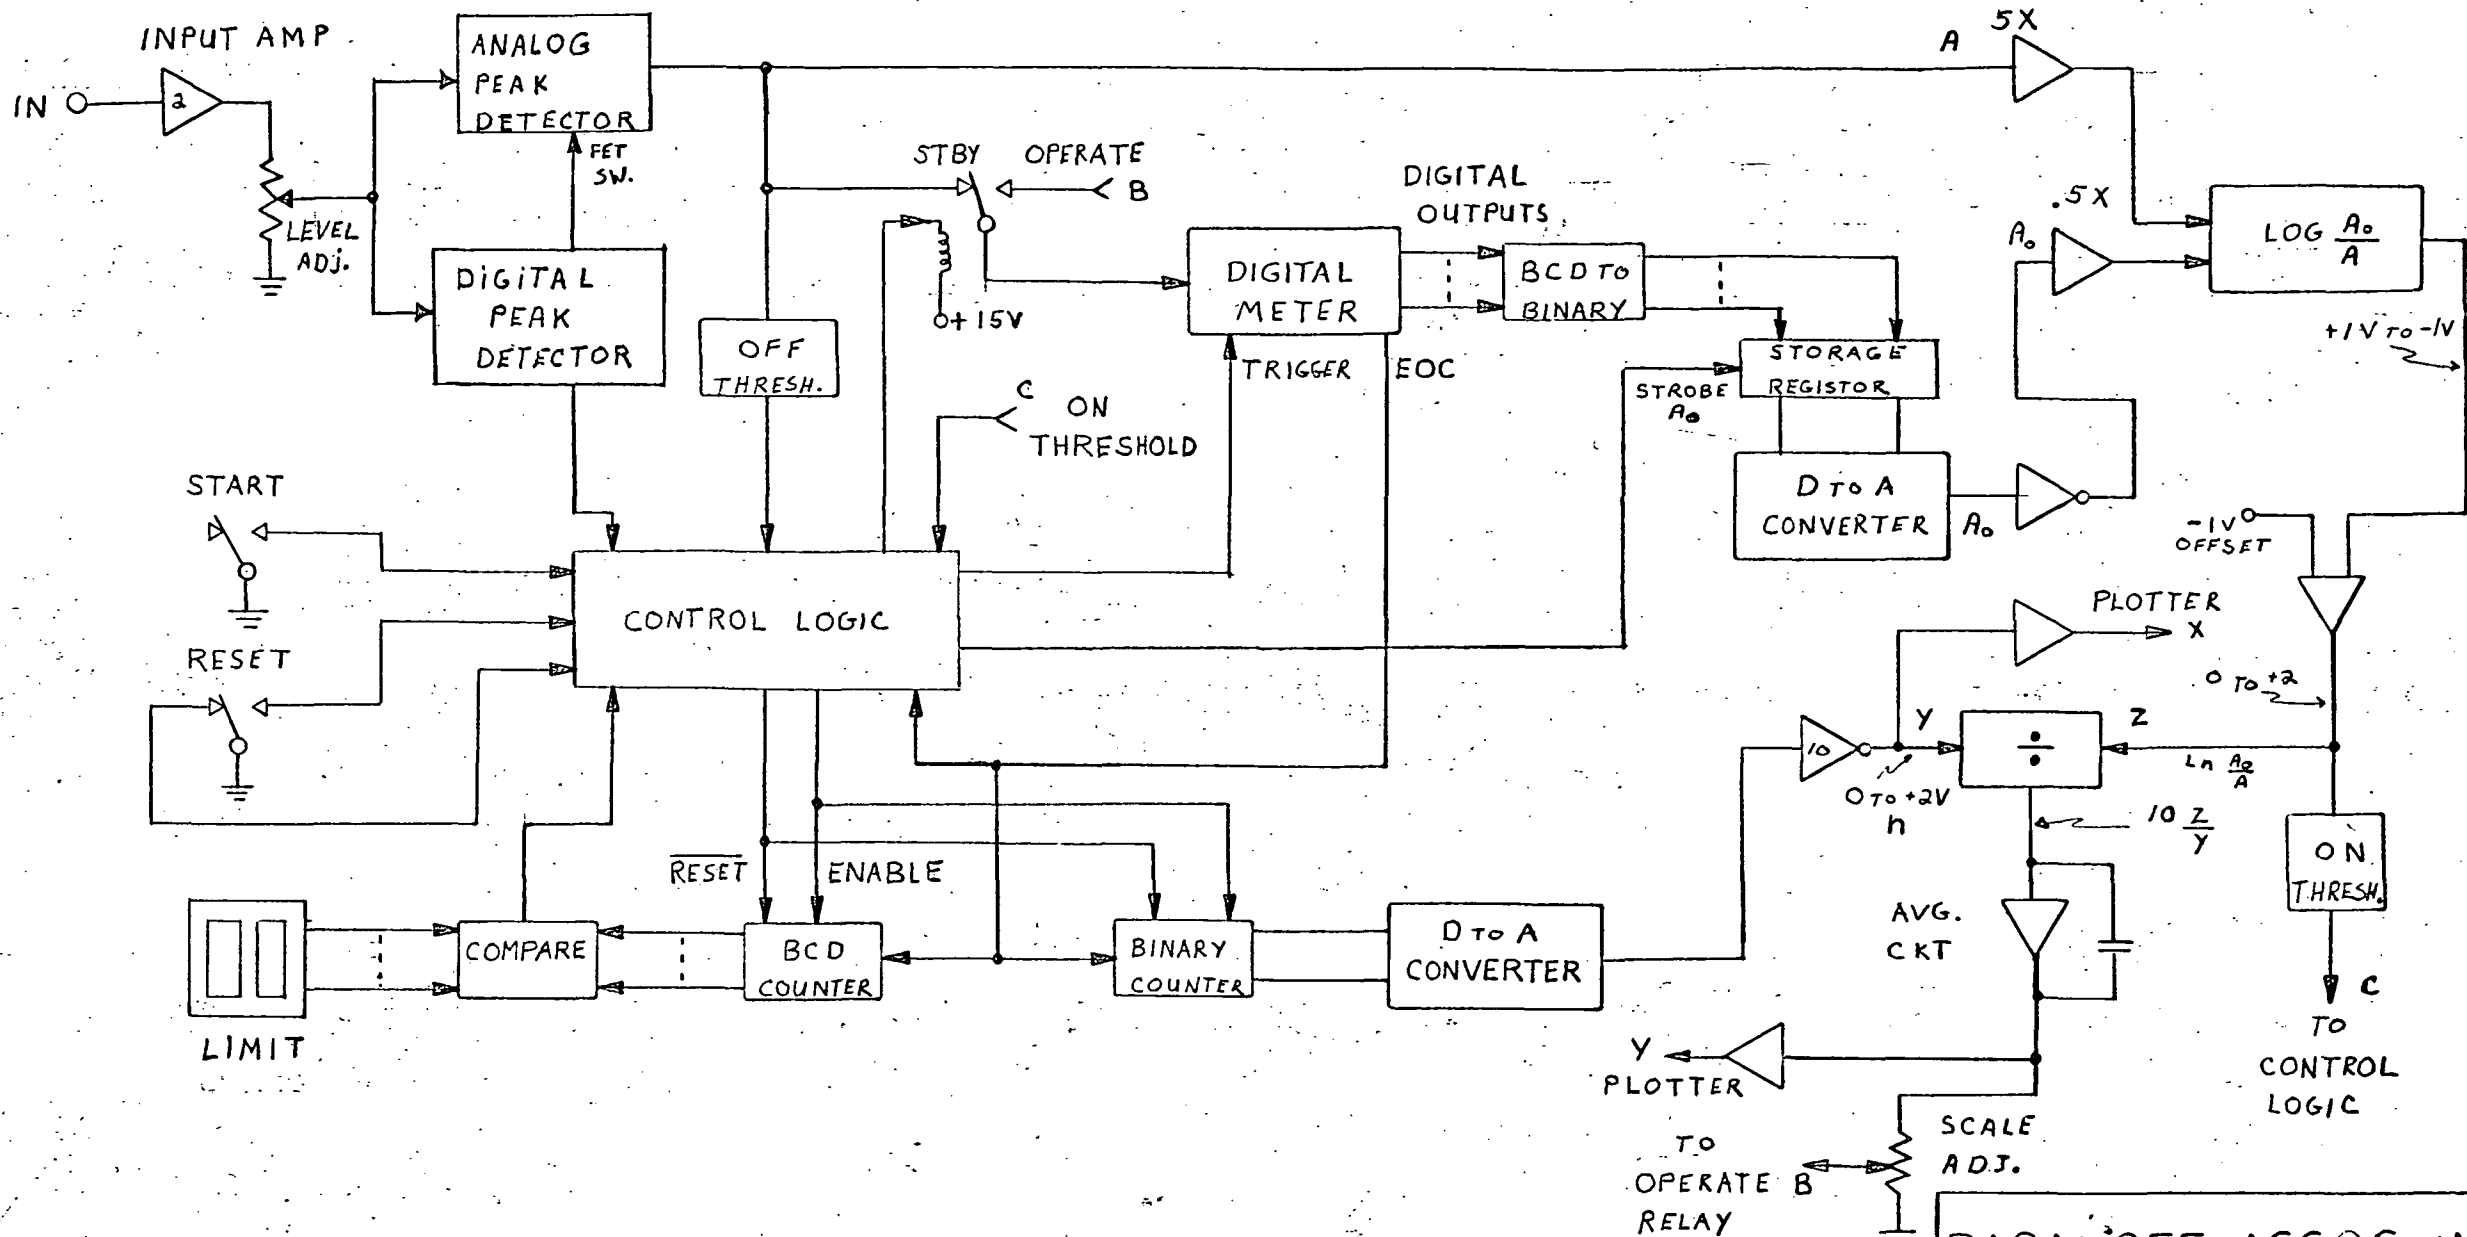 INPUT AMP
IN
2
LEVEL
ADJ.
ANALOG
PEAK
DETECTOR
FET
SW.
DIGITAL
PEAK
DETECTOR
OFF
THRESH.
STBY
OPERATE
B
+15V
C
ON
THRESHOLD
DIGITAL
METER
TRIGGER
EOC
DIGITAL
OUTPUTS
BCD TO
BINARY
STORAGE
REGISTOR
STROBE
A₀
D TO A
CONVERTER
A₀
A
5X
.5X
A₀
LOG A₀/A
+1V TO -1V
-1V
OFFSET
0 TO +2
START
RESET
CONTROL LOGIC
PLOTTER
X
10
Y
0 TO +2V
n
÷
Z
Ln A₀/A
10 Z/Y
ON
THRESH.
C
TO
CONTROL
LOGIC
AVG.
CKT
RESET
ENABLE
LIMIT
COMPARE
BCD
COUNTER
BINARY
COUNTER
D TO A
CONVERTER
Y
PLOTTER
SCALE
ADJ.
TO
OPERATE B
RELAY